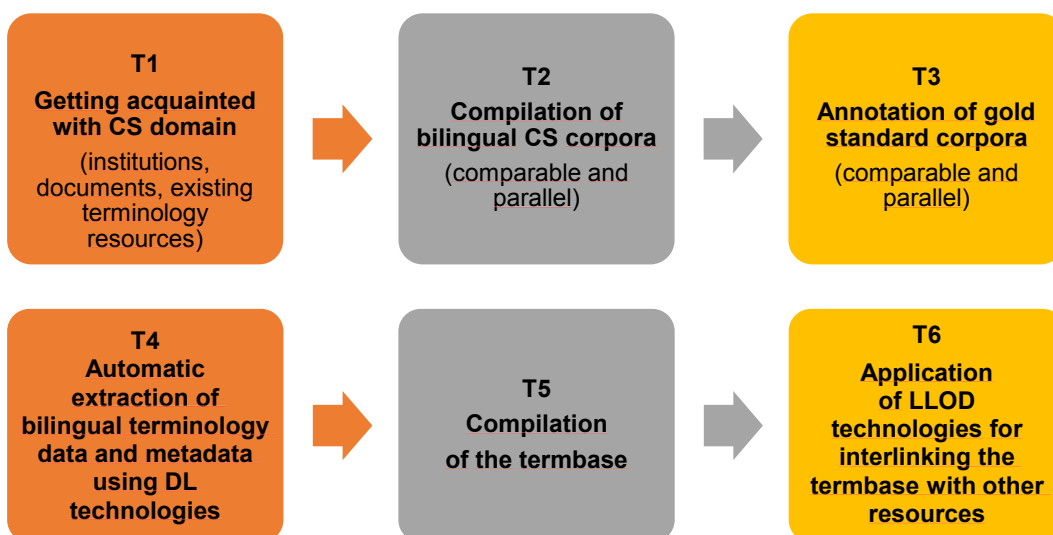 T1
Getting acquainted
with CS domain
(institutions,
documents, existing
terminology
resources)
T2
Compilation of
bilingual CS corpora
(comparable and
parallel)
T3
Annotation of gold
standard corpora
(comparable and
parallel)
T4
Automatic
extraction of
bilingual terminology
data and metadata
using DL
technologies
T5
Compilation
of the termbase
T6
Application
of LLOD
technologies for
interlinking the
termbase with other
resources